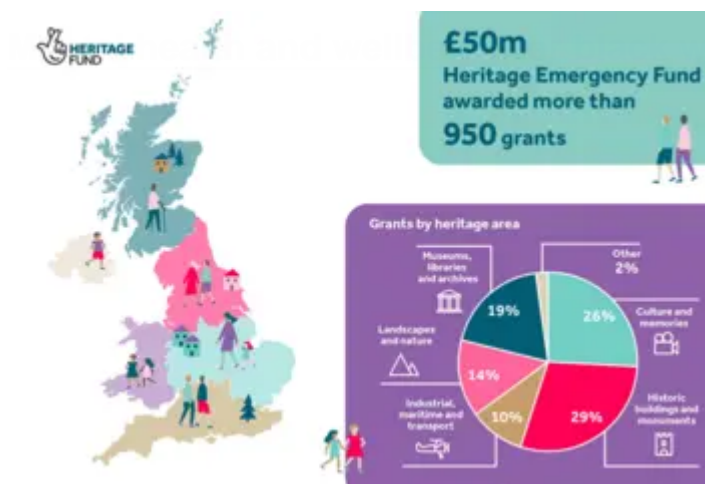 HERITAGE
FUND
£50m
Heritage Emergency Fund
awarded more than
950 grants
Grants by heritage area
Museums,
libraries
and archives
Other
2%
19%
26%
Culture and
memories
Landscapes
and nature
14%
Industrial,
maritime and
transport
10%
29%
Historic
buildings and
monuments